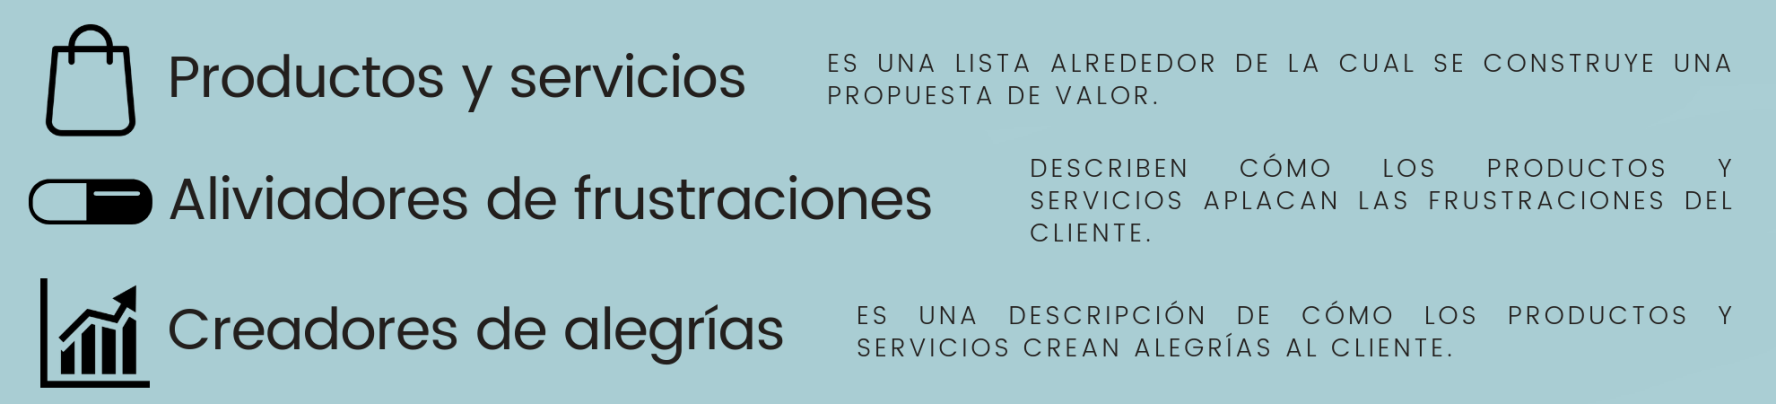 Productos y servicios
ES UNA LISTA ALREDEDOR DE LA CUAL SE CONSTRUYE UNA
PROPUESTA DE VALOR.
Aliviadores de frustraciones
DESCRIBEN CÓMO LOS PRODUCTOS Y
SERVICIOS APLACAN LAS FRUSTRACIONES DEL
CLIENTE.
Creadores de alegrías
ES UNA DESCRIPCIÓN DE CÓMO LOS PRODUCTOS Y
SERVICIOS CREAN ALEGRÍAS AL CLIENTE.